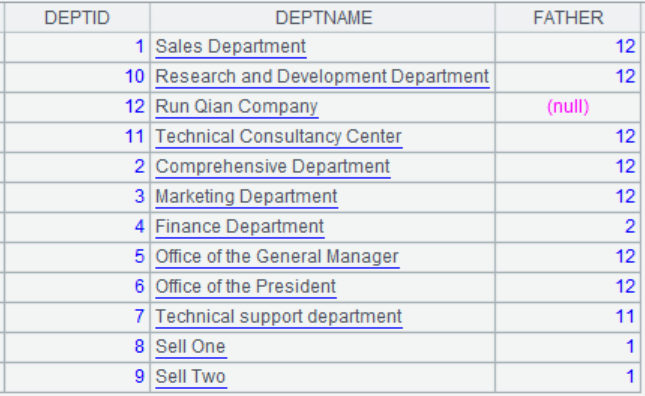 DEPTID DEPTNAME FATHER
1 Sales Department 12
10 Research and Development Department 12
12 Run Qian Company (null)
11 Technical Consultancy Center 12
2 Comprehensive Department 12
3 Marketing Department 12
4 Finance Department 2
5 Office of the General Manager 12
6 Office of the President 12
7 Technical support department 11
8 Sell One 1
9 Sell Two 1